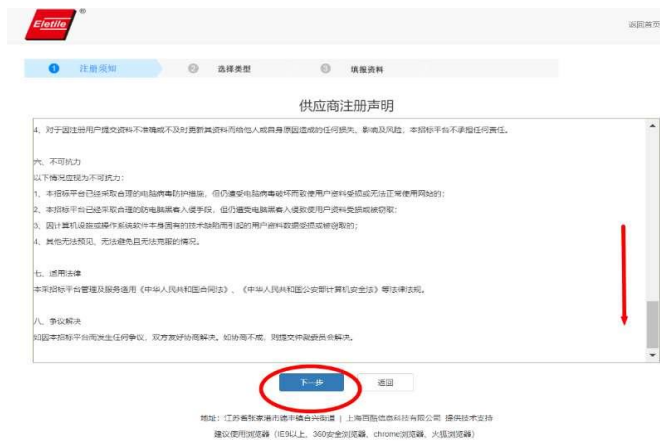 Eletile ®
返回首页
1 注册须知 2 选择类型 3 填报资料
供应商注册声明
4、对于因注册用户提交资料不准确或不及时更新其资料而给他人或自身原因造成的任何损失、影响及风险，本招标平台不承担任何责任。
六、不可抗力
以下情况应视为不可抗力：
1、本招标平台已经采取合理的电脑病毒防护措施，但仍遭受电脑病毒破坏而致使用户资料受损或无法正常使用网站的；
2、本招标平台已经采取合理的防电脑黑客入侵手段，但仍遭受电脑黑客入侵致使用户资料受损或被窃取；
3、因计算机设施或操作系统软件本身固有的技术缺陷而引起的用户资料数据受损或被窃取的；
4、其他无法预见、无法避免且无法克服的情况。
七、适用法律
本采招标平台管理及服务适用《中华人民共和国合同法》、《中华人民共和国公安部计算机安全法》等法律法规。
八、争议解决
如因本招标平台而发生任何争议，双方友好协商解决。如协商不成，则提交仲裁委员会解决。
下一步 返回
地址：江苏省张家港市锦丰镇合兴街道 | 上海百酷信息科技有限公司 提供技术支持
建议使用浏览器（IE9以上，360安全浏览器，chrome浏览器，火狐浏览器）